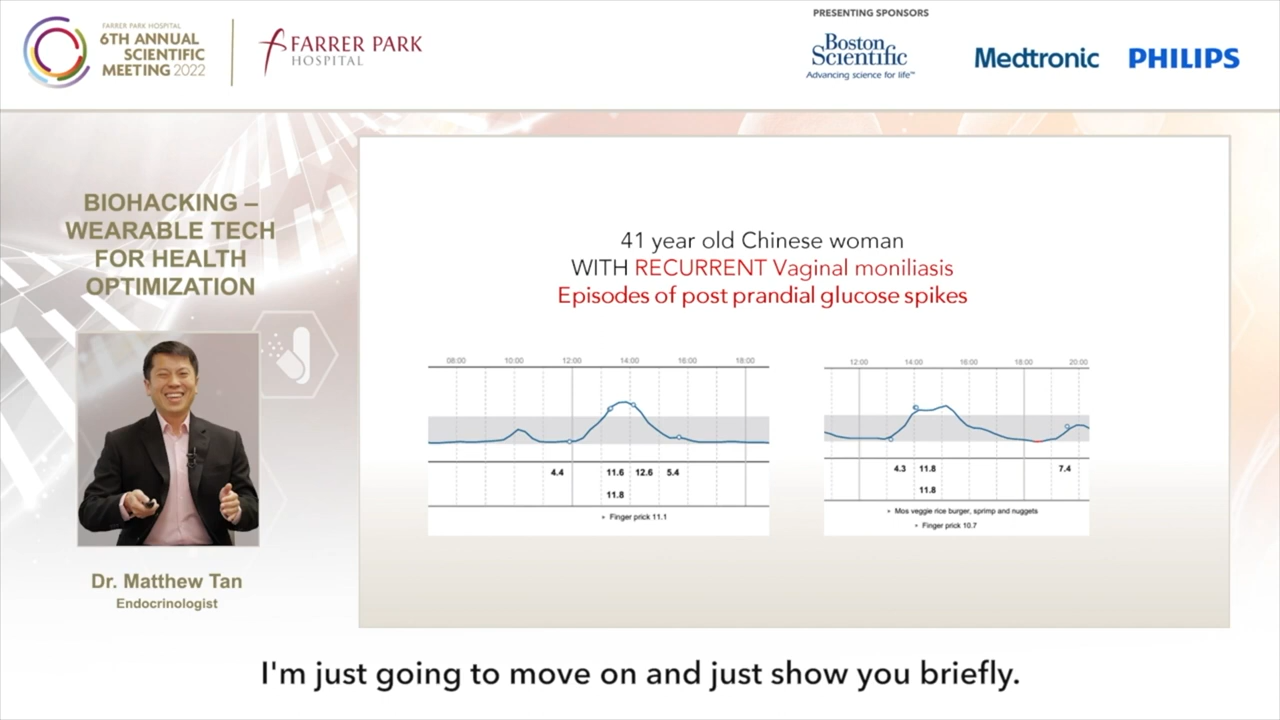 FARRER PARK HOSPITAL
6TH ANNUAL
SCIENTIFIC
MEETING 2022
FARRER PARK
HOSPITAL
PRESENTING SPONSORS
Boston
Scientific
Advancing science for life™
Medtronic
PHILIPS
BIOHACKING –
WEARABLE TECH
FOR HEALTH
OPTIMIZATION
Dr. Matthew Tan
Endocrinologist
41 year old Chinese woman
WITH RECURRENT Vaginal moniliasis
Episodes of post prandial glucose spikes
08:00 10:00 12:00 14:00 16:00 18:00
4.4 11.6 12.6 5.4
11.8
Finger prick 11.1
12:00 14:00 16:00 18:00 20:00
4.3 11.8 7.4
11.8
Mos veggie rice burger, sprimp and nuggets
Finger prick 10.7
I'm just going to move on and just show you briefly.